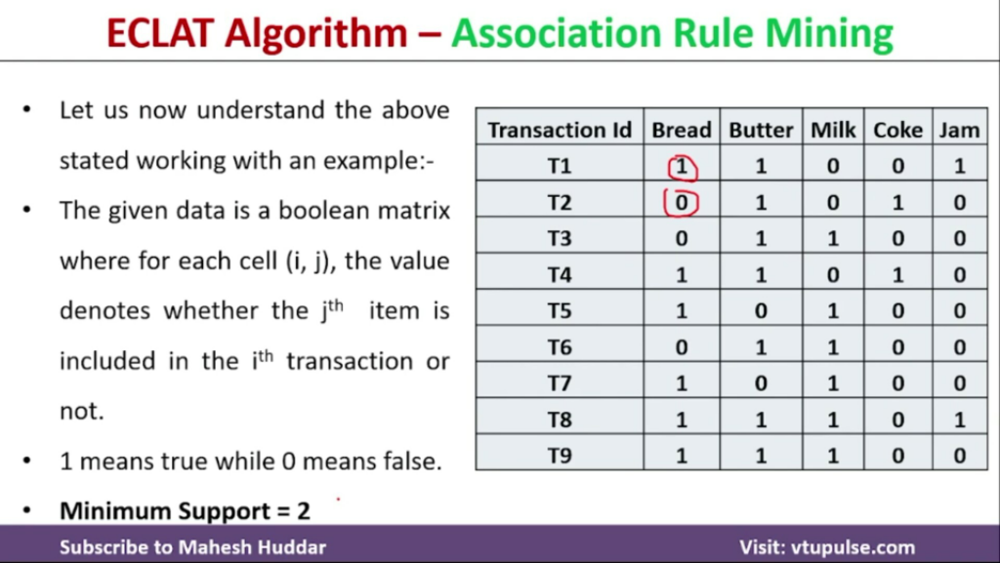 ECLAT Algorithm – Association Rule Mining
• Let us now understand the above
stated working with an example:-
• The given data is a boolean matrix
where for each cell (i, j), the value
denotes whether the jth item is
included in the ith transaction or
not.
• 1 means true while 0 means false.
• Minimum Support = 2
Transaction Id Bread Butter Milk Coke Jam
T1 1 1 0 0 1
T2 0 1 0 1 0
T3 0 1 1 0 0
T4 1 1 0 1 0
T5 1 0 1 0 0
T6 0 1 1 0 0
T7 1 0 1 0 0
T8 1 1 1 0 1
T9 1 1 1 0 0
Subscribe to Mahesh Huddar
Visit: vtupulse.com